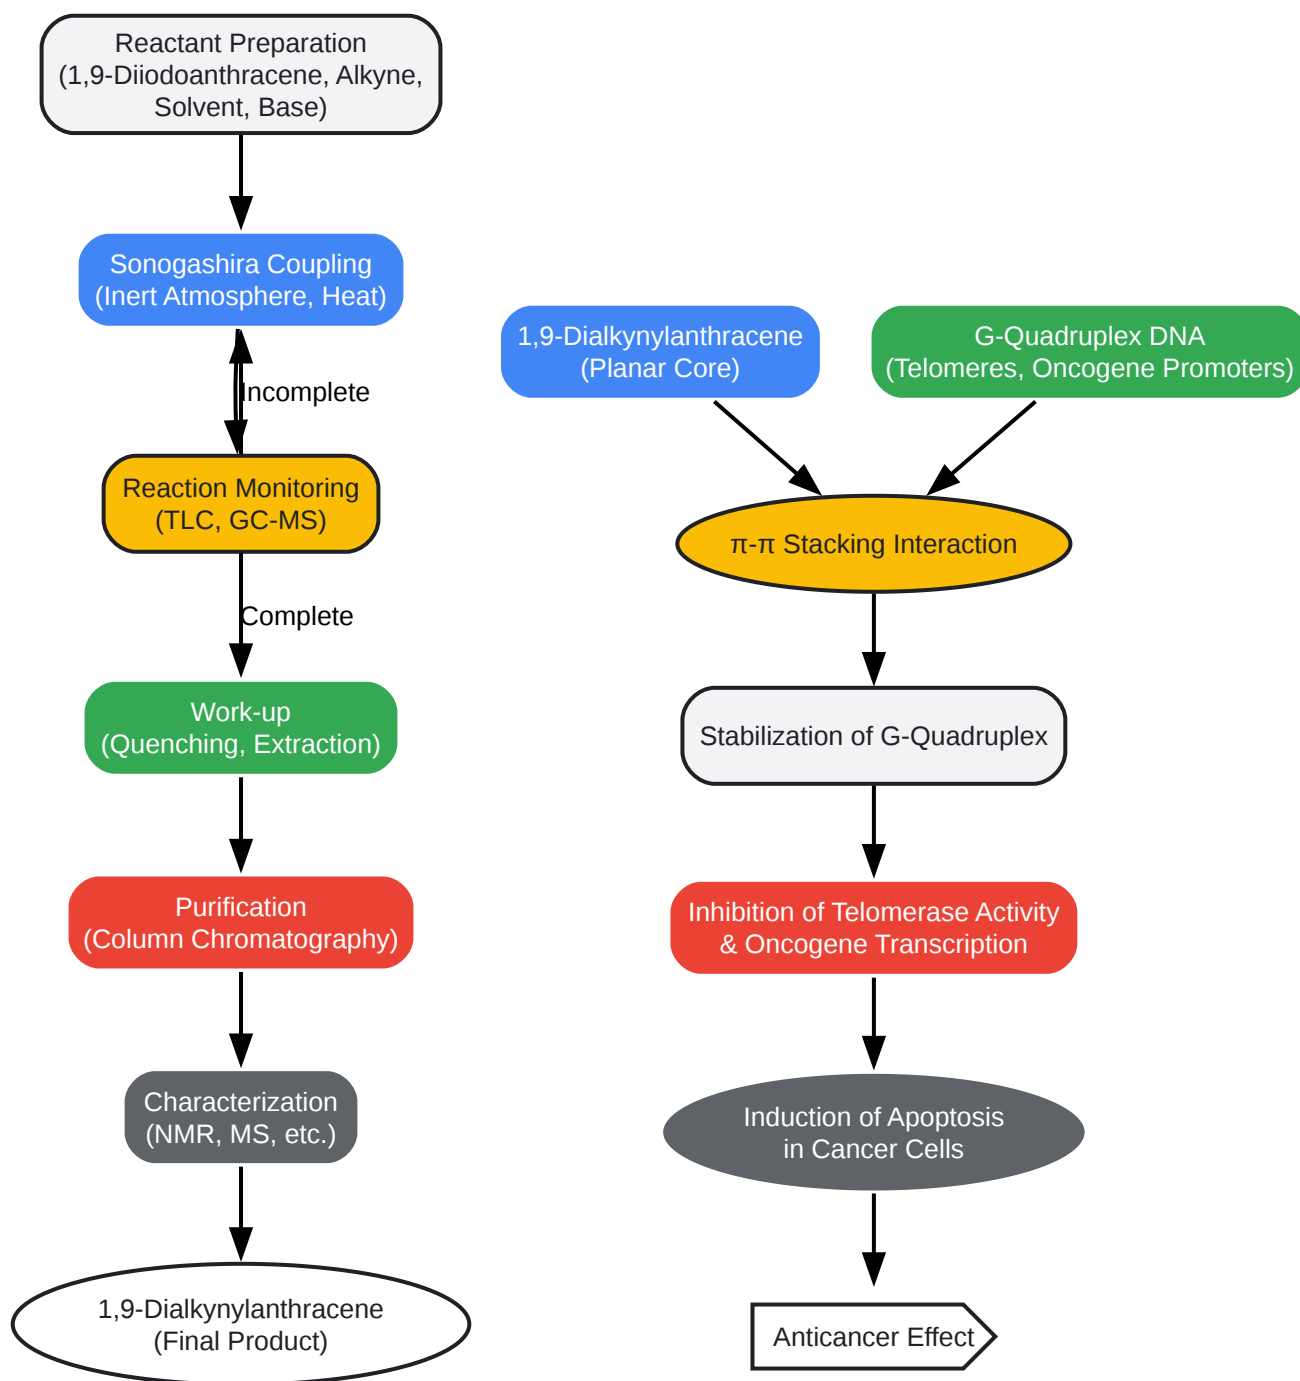 Reactant Preparation
(1,9-Diiodoanthracene, Alkyne,
Solvent, Base)
Sonogashira Coupling
(Inert Atmosphere, Heat)
Incomplete
Reaction Monitoring
(TLC, GC-MS)
Complete
Work-up
(Quenching, Extraction)
Purification
(Column Chromatography)
Characterization
(NMR, MS, etc.)
1,9-Dialkynylanthracene
(Final Product)
1,9-Dialkynylanthracene
(Planar Core)
G-Quadruplex DNA
(Telomeres, Oncogene Promoters)
π-π Stacking Interaction
Stabilization of G-Quadruplex
Inhibition of Telomerase Activity
& Oncogene Transcription
Induction of Apoptosis
in Cancer Cells
Anticancer Effect